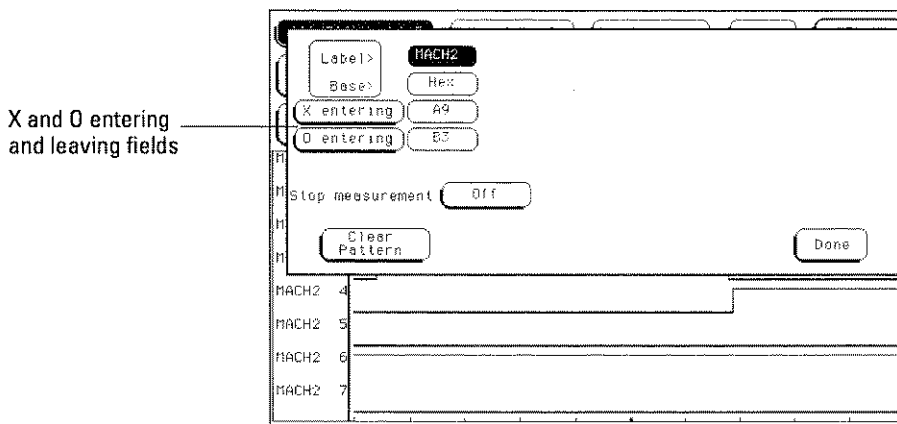 Label>
MACH2
Base>
Hex
X entering
A9
O entering
B3
X and O entering
and leaving fields
Stop measurement
Off
Clear
Pattern
Done
MACH2 4
MACH2 5
MACH2 6
MACH2 7